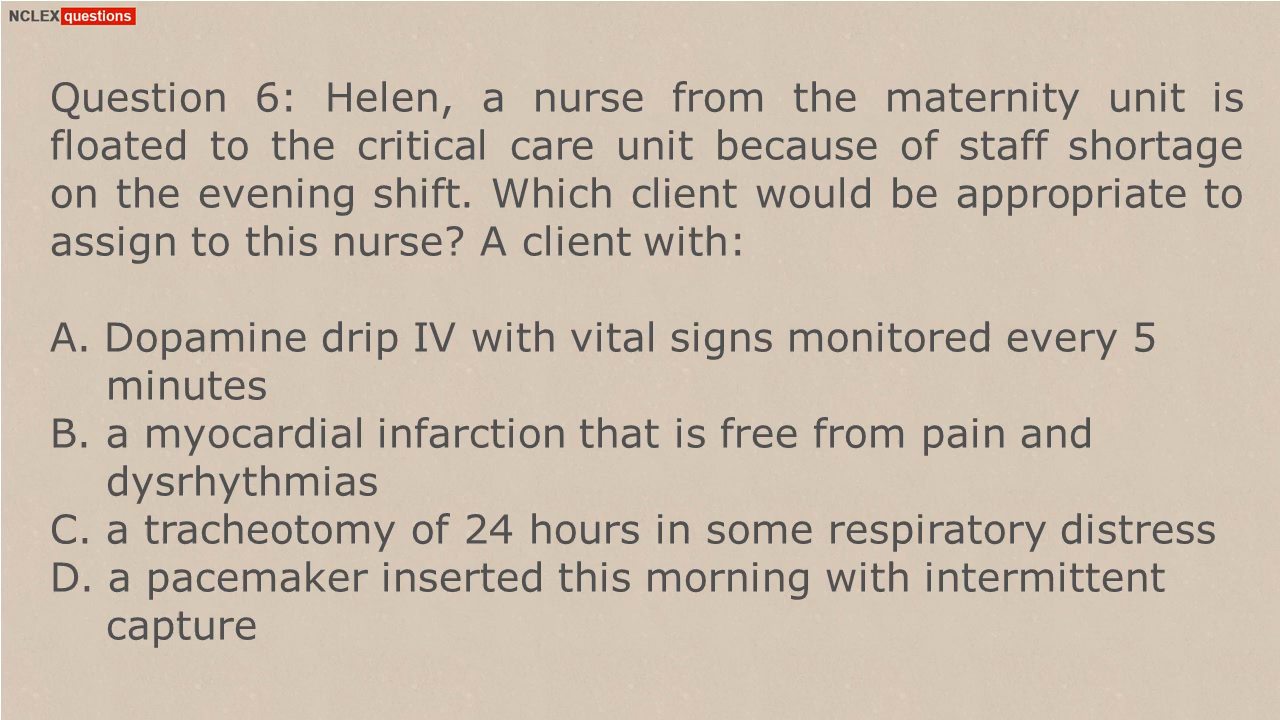 NCLEX questions
Question 6: Helen, a nurse from the maternity unit is
floated to the critical care unit because of staff shortage
on the evening shift. Which client would be appropriate to
assign to this nurse? A client with:
A. Dopamine drip IV with vital signs monitored every 5
minutes
B. a myocardial infarction that is free from pain and
dysrhythmias
C. a tracheotomy of 24 hours in some respiratory distress
D. a pacemaker inserted this morning with intermittent
capture